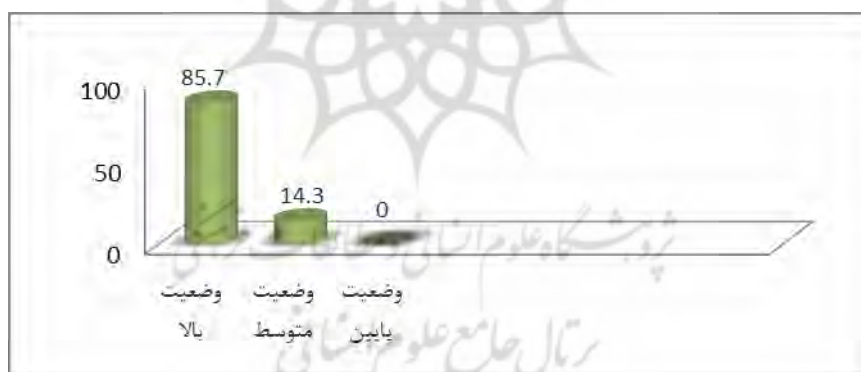 85.7
100
14.3
50
0
0
وضعیت بالا
وضعیت متوسط
وضعیت پایین
پژوهشگاه علوم انسانی و مطالعات فرهنگی
پرتال جامع علوم انسانی